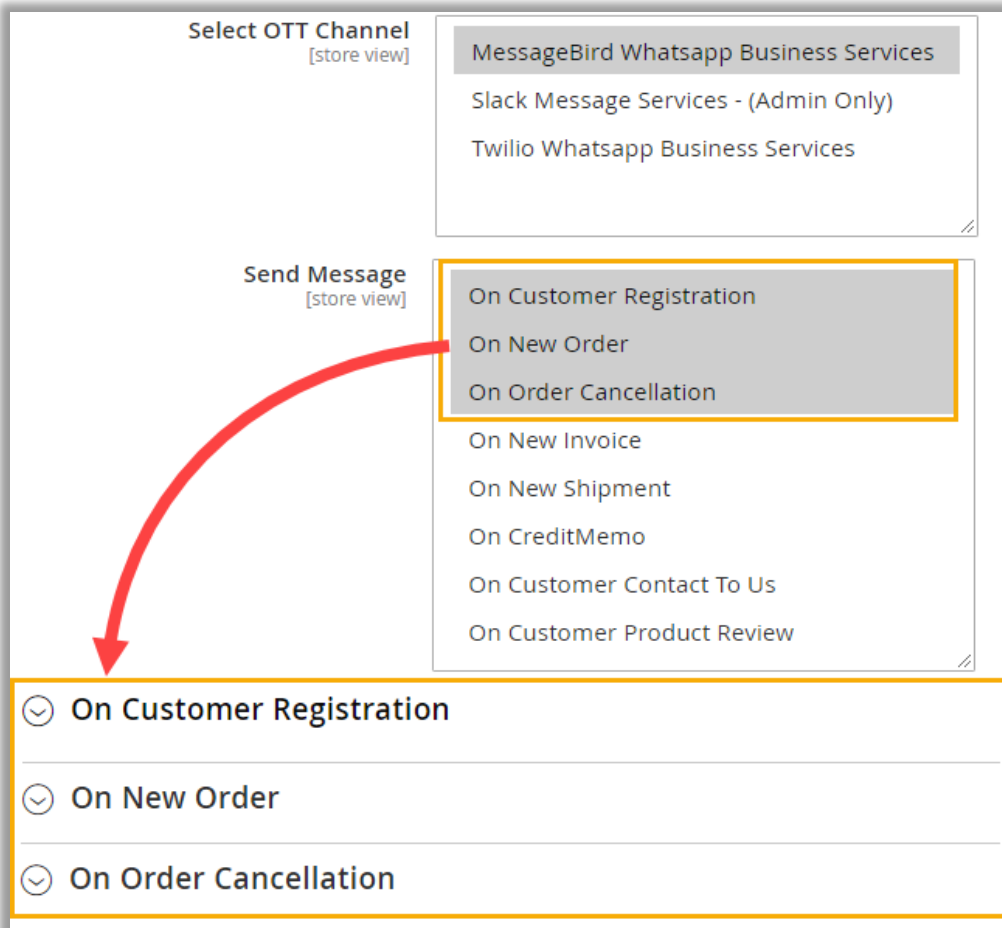 Select OTT Channel
[store view]
MessageBird Whatsapp Business Services
Slack Message Services - (Admin Only)
Twilio Whatsapp Business Services
Send Message
[store view]
On Customer Registration
On New Order
On Order Cancellation
On New Invoice
On New Shipment
On CreditMemo
On Customer Contact To Us
On Customer Product Review
On Customer Registration
On New Order
On Order Cancellation